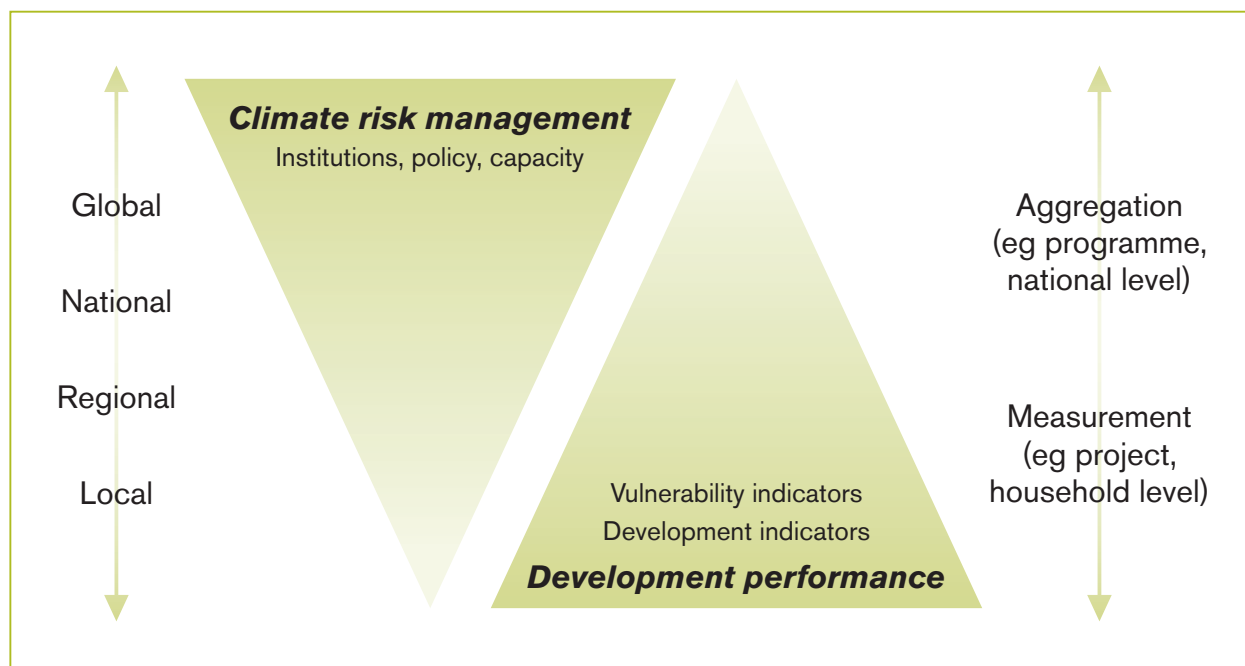 Climate risk management
Institutions, policy, capacity
Global
National
Regional
Local
Aggregation
(eg programme,
national level)
Measurement
(eg project,
household level)
Vulnerability indicators
Development indicators
Development performance